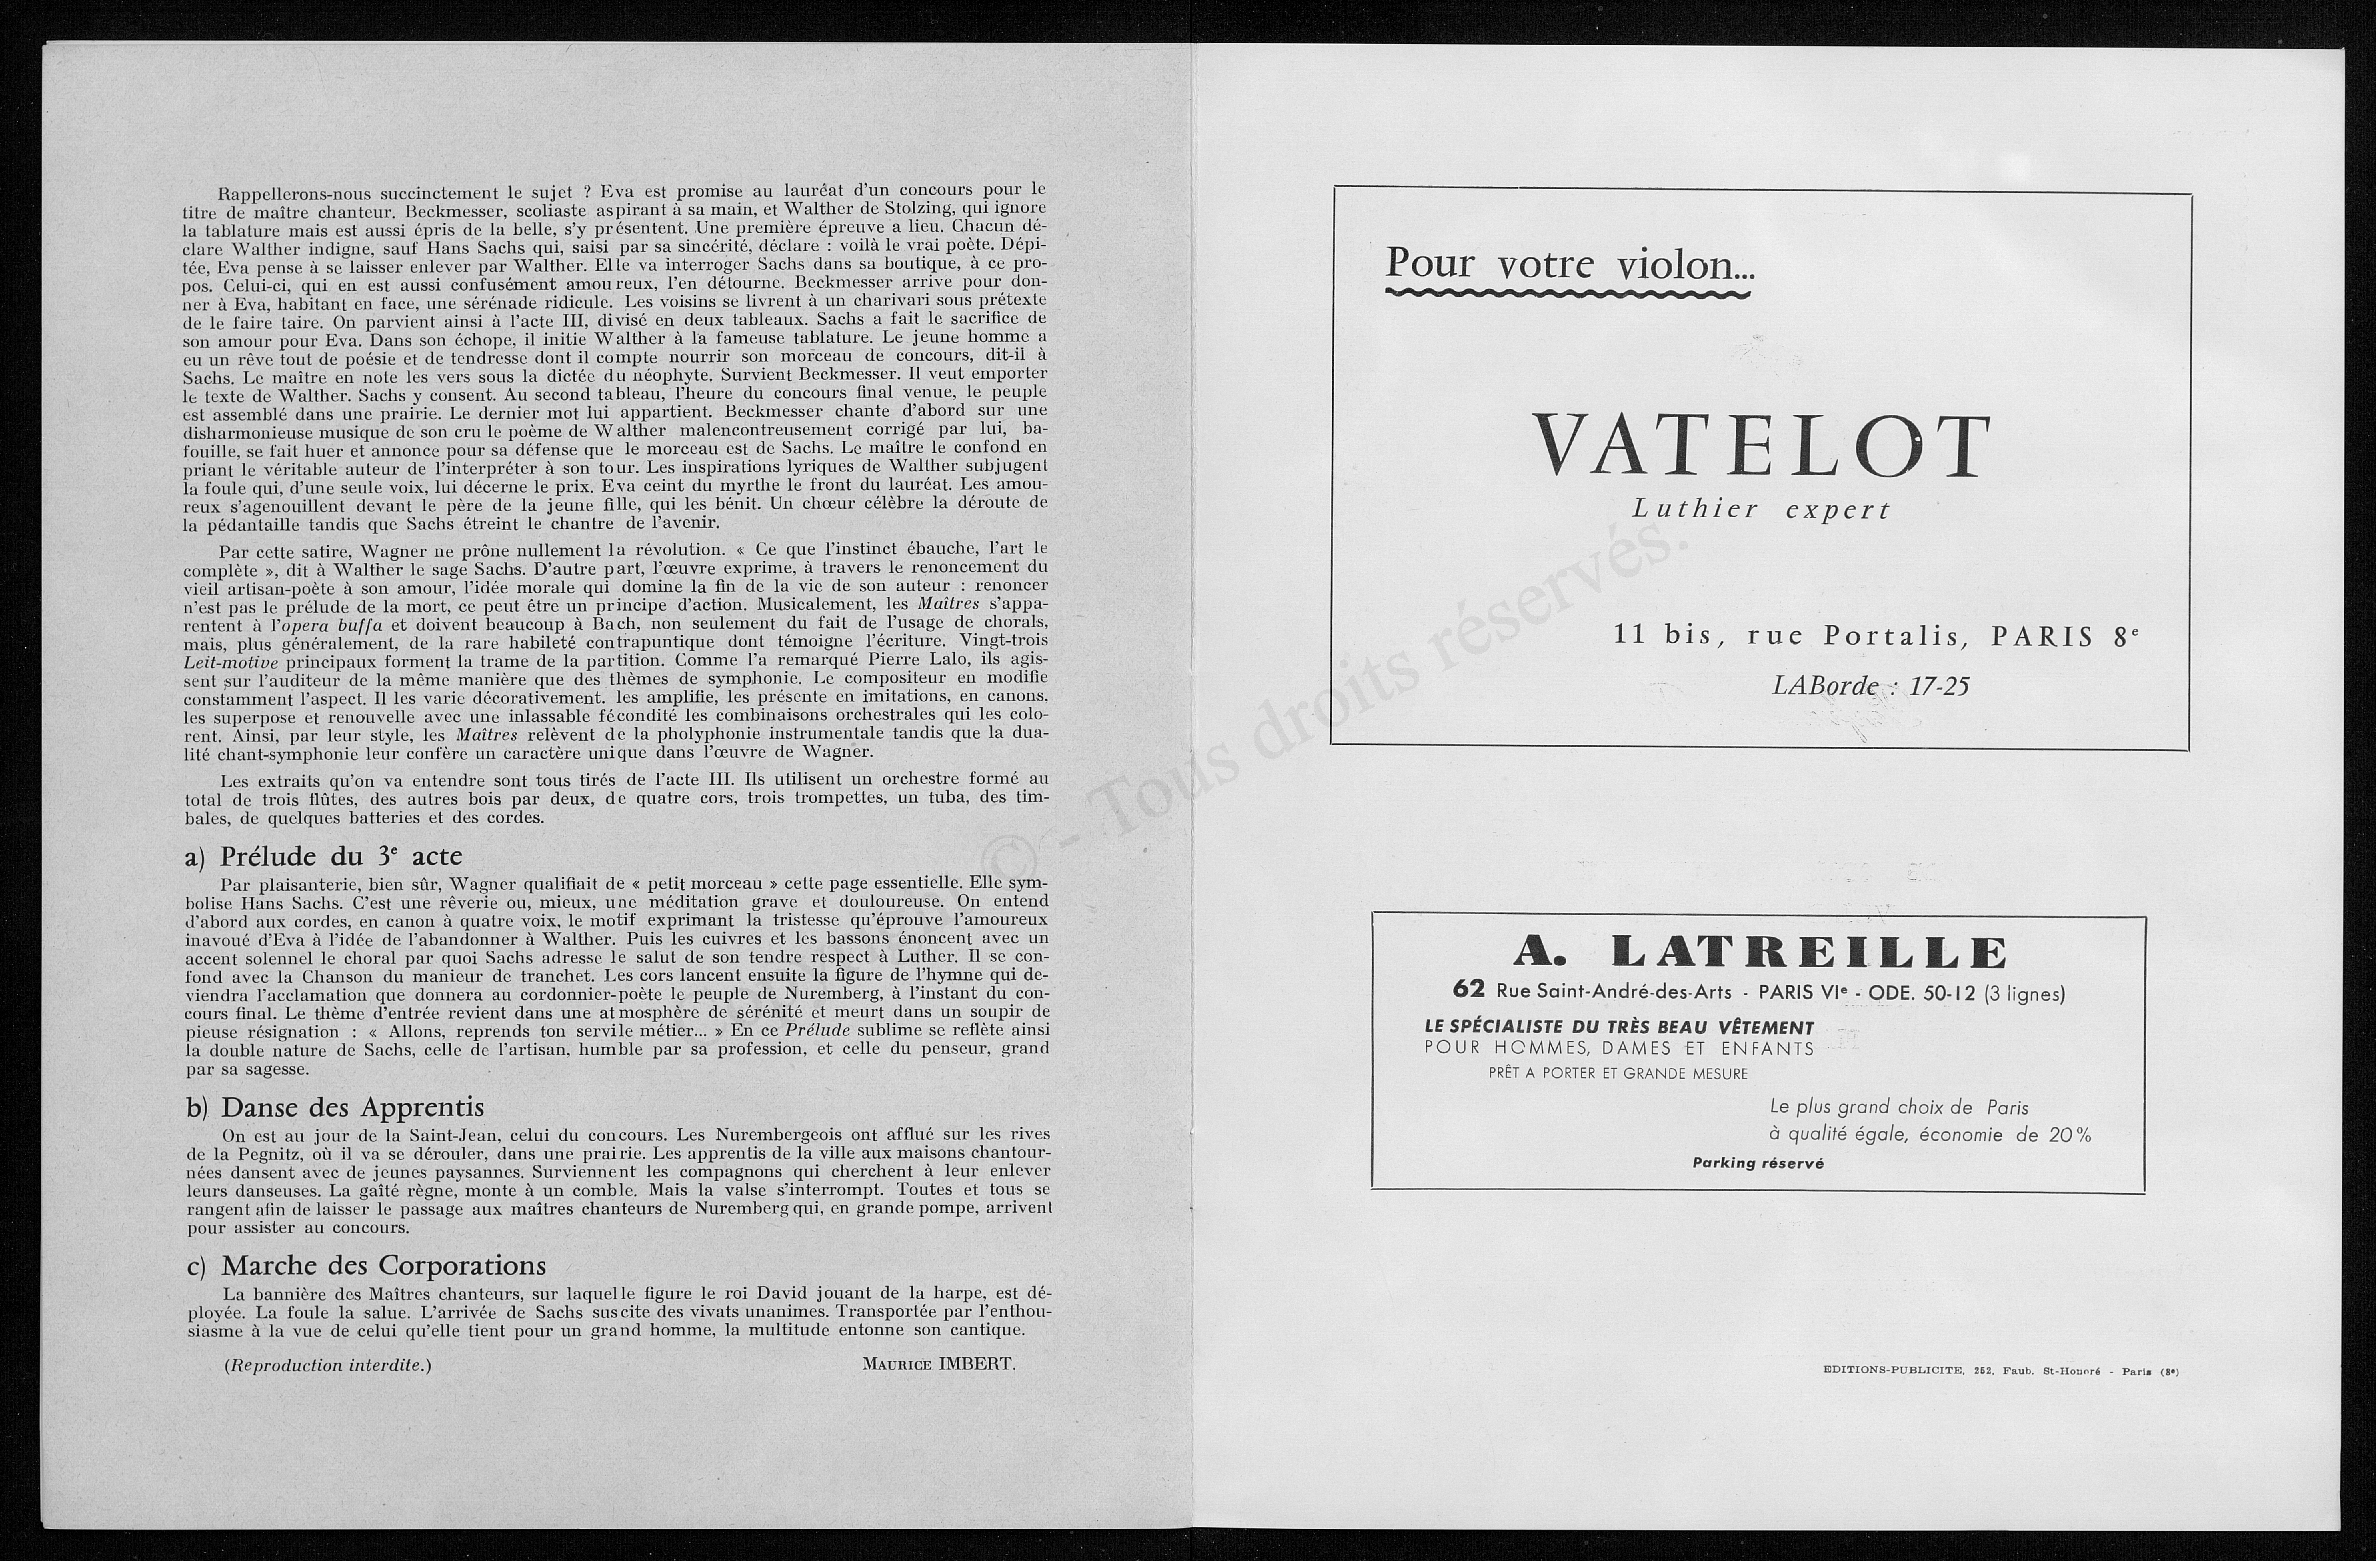 Rappellerons-nous succinctement le sujet ? Eva est promise au lauréat d'un concours pour le
titre de maître chanteur. Beckmesser, scoliaste aspirant à sa main, et Walther de Stolzing, qui ignore
la tablature mais est aussi épris de la belle, s'y présentent. Une première épreuve a lieu. Chacun dé-
clare Walther indigne, sauf Hans Sachs qui, saisi par sa sincérité, déclare : voilà le vrai poète. Dépi-
tée, Eva pense à se laisser enlever par Walther. Elle va interroger Sachs dans sa boutique, à ce pro-
pos. Celui-ci, qui en est aussi confusément amoureux, l'en détourne. Beckmesser arrive pour don-
ner à Eva, habitant en face, une sérénade ridicule. Les voisins se livrent à un charivari sous prétexte
de le faire taire. On parvient ainsi à l'acte III, divisé en deux tableaux. Sachs a fait le sacrifice de
son amour pour Eva. Dans son échope, il initie Walther à la fameuse tablature. Le jeune homme a
eu un rêve tout de poésie et de tendresse dont il compte nourrir son morceau de concours, dit-il à
Sachs. Le maître en note les vers sous la dictée du néophyte. Survient Beckmesser. Il veut emporter
le texte de Walther. Sachs y consent. Au second tableau, l'heure du concours final venue, le peuple
est assemblé dans une prairie. Le dernier mot lui appartient. Beckmesser chante d'abord sur une
disharmonieuse musique de son cru le poème de Walther malencontreusement corrigé par lui, ba-
fouille, se fait huer et annonce pour sa défense que le morceau est de Sachs. Le maître le confond en
priant le véritable auteur de l'interpréter à son tour. Les inspirations lyriques de Walther subjugent
la foule qui, d'une seule voix, lui décerne le prix. Eva ceint du myrthe le front du lauréat. Les amou-
reux s'agenouillent devant le père de la jeune fille, qui les bénit. Un chœur célèbre la déroute de
la pédantaille tandis que Sachs étreint le chantre de l'avenir.
Par cette satire, Wagner ne prône nullement la révolution. « Ce que l'instinct ébauche, l'art le
complète », dit à Walther le sage Sachs. D'autre part, l'œuvre exprime, à travers le renoncement du
vieil artisan-poète à son amour, l'idée morale qui domine la fin de la vie de son auteur : renoncer
n'est pas le prélude de la mort, ce peut être un principe d'action. Musicalement, les Maîtres s'appa-
rentent à l'opera buffa et doivent beaucoup à Bach, non seulement du fait de l'usage de chorals,
mais, plus généralement, de la rare habileté contrapuntique dont témoigne l'écriture. Vingt-trois
Leit-motive principaux forment la trame de la partition. Comme l'a remarqué Pierre Lalo, ils agis-
sent sur l'auditeur de la même manière que des thèmes de symphonie. Le compositeur en modifie
constamment l'aspect. Il les varie décorativement. les amplifie, les présente en imitations, en canons.
les superpose et renouvelle avec une inlassable fécondité les combinaisons orchestrales qui les colo-
rent. Ainsi, par leur style, les Maîtres relèvent de la pholyphonie instrumentale tandis que la dua-
lité chant-symphonie leur confère un caractère unique dans l'œuvre de Wagner.
Les extraits qu'on va entendre sont tous tirés de l'acte III. Ils utilisent un orchestre formé au
total de trois flûtes, des autres bois par deux, de quatre cors, trois trompettes, un tuba, des tim-
bales, de quelques batteries et des cordes.
a) Prélude du 3e acte
Par plaisanterie, bien sûr, Wagner qualifiait de « petit morceau » cette page essentielle. Elle sym-
bolise Hans Sachs. C'est une rêverie ou, mieux, une méditation grave et douloureuse. On entend
d'abord aux cordes, en canon à quatre voix, le motif exprimant la tristesse qu'éprouve l'amoureux
inavoué d'Eva à l'idée de l'abandonner à Walther. Puis les cuivres et les bassons énoncent avec un
accent solennel le choral par quoi Sachs adresse le salut de son tendre respect à Luther. Il se con-
fond avec la Chanson du manieur de tranchet. Les cors lancent ensuite la figure de l'hymne qui de-
viendra l'acclamation que donnera au cordonnier-poète le peuple de Nuremberg, à l'instant du con-
cours final. Le thème d'entrée revient dans une atmosphère de sérénité et meurt dans un soupir de
pieuse résignation : « Allons, reprends ton servile métier... » En ce Prélude sublime se reflète ainsi
la double nature de Sachs, celle de l'artisan, humble par sa profession, et celle du penseur, grand
par sa sagesse.
b) Danse des Apprentis
On est au jour de la Saint-Jean, celui du concours. Les Nurembergeois ont afflué sur les rives
de la Pegnitz, où il va se dérouler, dans une prairie. Les apprentis de la ville aux maisons chantour-
nées dansent avec de jeunes paysannes. Surviennent les compagnons qui cherchent à leur enlever
leurs danseuses. La gaîté règne, monte à un comble. Mais la valse s'interrompt. Toutes et tous se
rangent afin de laisser le passage aux maîtres chanteurs de Nuremberg qui, en grande pompe, arrivent
pour assister au concours.
c) Marche des Corporations
La bannière des Maîtres chanteurs, sur laquelle figure le roi David jouant de la harpe, est dé-
ployée. La foule la salue. L'arrivée de Sachs suscite des vivats unanimes. Transportée par l'enthou-
siasme à la vue de celui qu'elle tient pour un grand homme, la multitude entonne son cantique.
(Reproduction interdite.) MAURICE IMBERT.
Pour votre violon...
VATELOT
Luthier expert
11 bis, rue Portalis, PARIS 8e
LABorde : 17-25
A. LATREILLE
62 Rue Saint-André-des-Arts - PARIS VIe - ODE. 50-12 (3 lignes)
LE SPÉCIALISTE DU TRÈS BEAU VÊTEMENT
POUR HOMMES, DAMES ET ENFANTS
PRÊT A PORTER ET GRANDE MESURE
Le plus grand choix de Paris
à qualité égale, économie de 20%
Parking réservé
EDITIONS-PUBLICITE, 252, Faub. St-Honoré - Paris (8e)
© - Tous droits réservés.